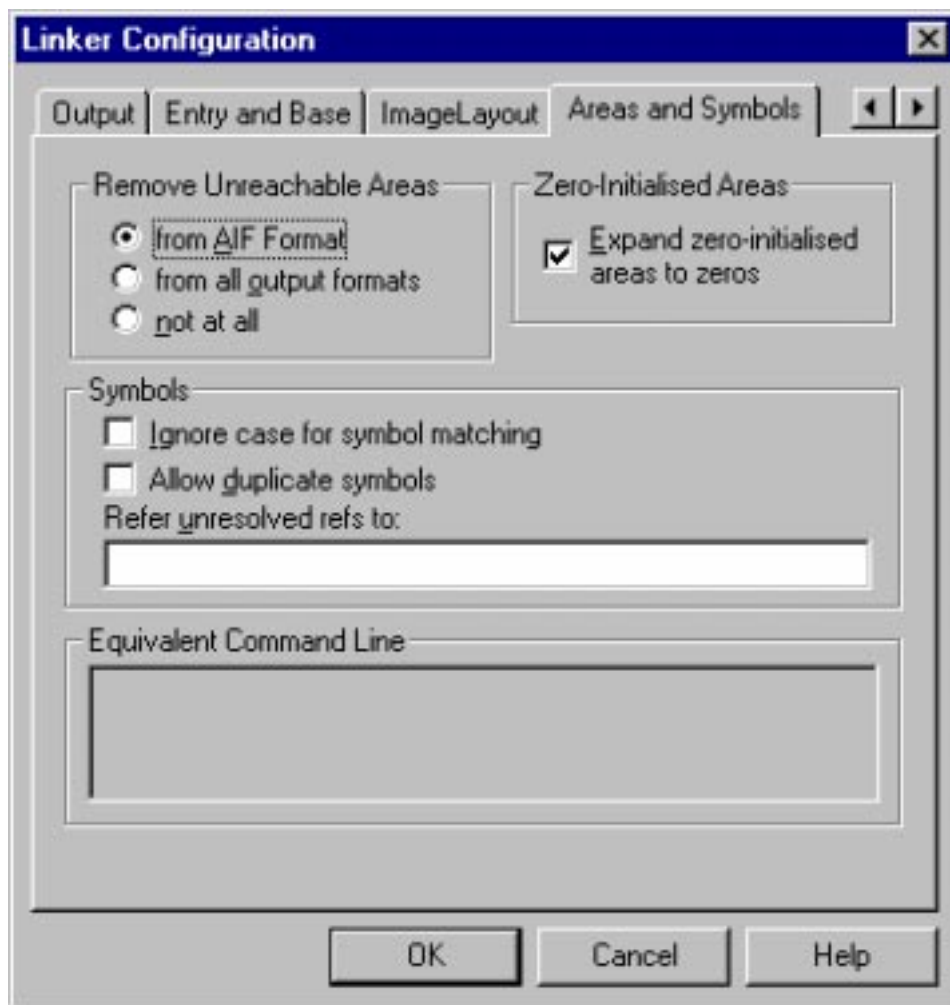 Linker Configuration
Output
Entry and Base
ImageLayout
Areas and Symbols
Remove Unreachable Areas
from AIF Format
from all output formats
not at all
Zero-Initialised Areas
Expand zero-initialised
areas to zeros
Symbols
Ignore case for symbol matching
Allow duplicate symbols
Refer unresolved refs to:
Equivalent Command Line
OK
Cancel
Help